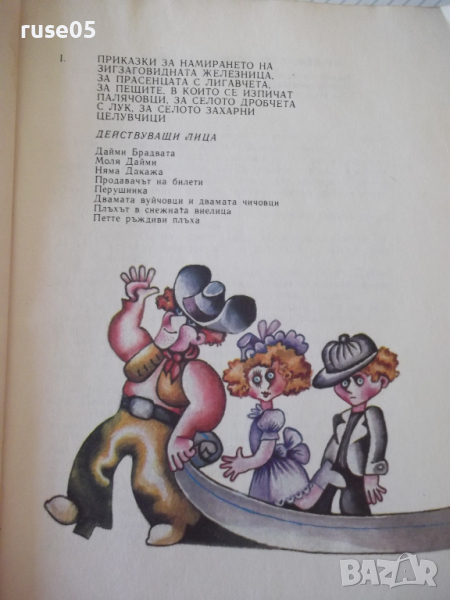 ruse05
I. ПРИКАЗКИ ЗА НАМИРАНЕТО НА
ЗИГЗАГОВИДНАТА ЖЕЛЕЗНИЦА,
ЗА ПРАСЕНЦАТА С ЛИГАВЧЕТА,
ЗА ПЕЩИТЕ, В КОИТО СЕ ИЗПИЧАТ
ПАЛЯЧОВЦИ, ЗА СЕЛОТО ДРОБЧЕТА
С ЛУК, ЗА СЕЛОТО ЗАХАРНИ
ЦЕЛУВЧИЦИ
ДЕЙСТВУВАЩИ ЛИЦА
Дайми Брадвата
Моля Дайми
Няма Дакажа
Продавачът на билети
Перушинка
Двамата вуйчовци и двамата чичовци
Плъхът в снежната виелица
Петте ръждиви плъха
BAZAR